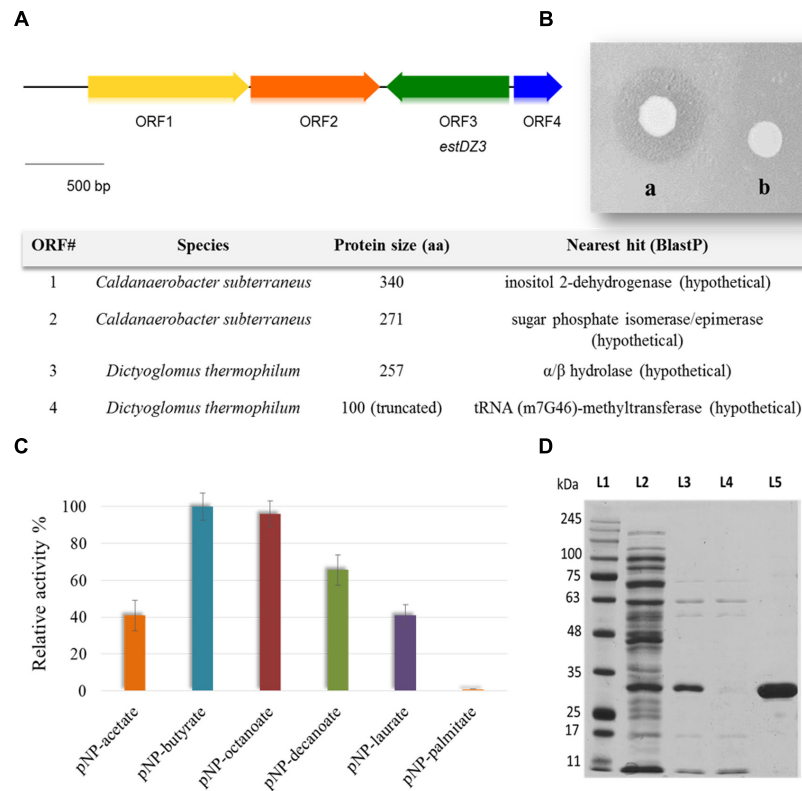 A
B
ORF1 ORF2 ORF3 ORF4
estDZ3
500 bp
a b
ORF# Species Protein size (aa) Nearest hit (BlastP)
1 Caldanaerobacter subterraneus 340 inositol 2-dehydrogenase (hypothetical)
2 Caldanaerobacter subterraneus 271 sugar phosphate isomerase/epimerase
(hypothetical)
3 Dictyoglomus thermophilum 257 α/β hydrolase (hypothetical)
4 Dictyoglomus thermophilum 100 (truncated) tRNA (m7G46)-methyltransferase (hypothetical)
C
Relative activity %
100
80
60
40
20
0
pNP-acetate
pNP-butyrate
pNP-octanoate
pNP-decanoate
pNP-laurate
pNP-palmitate
D
kDa L1 L2 L3 L4 L5
245
100
75
63
48
35
25
17
11